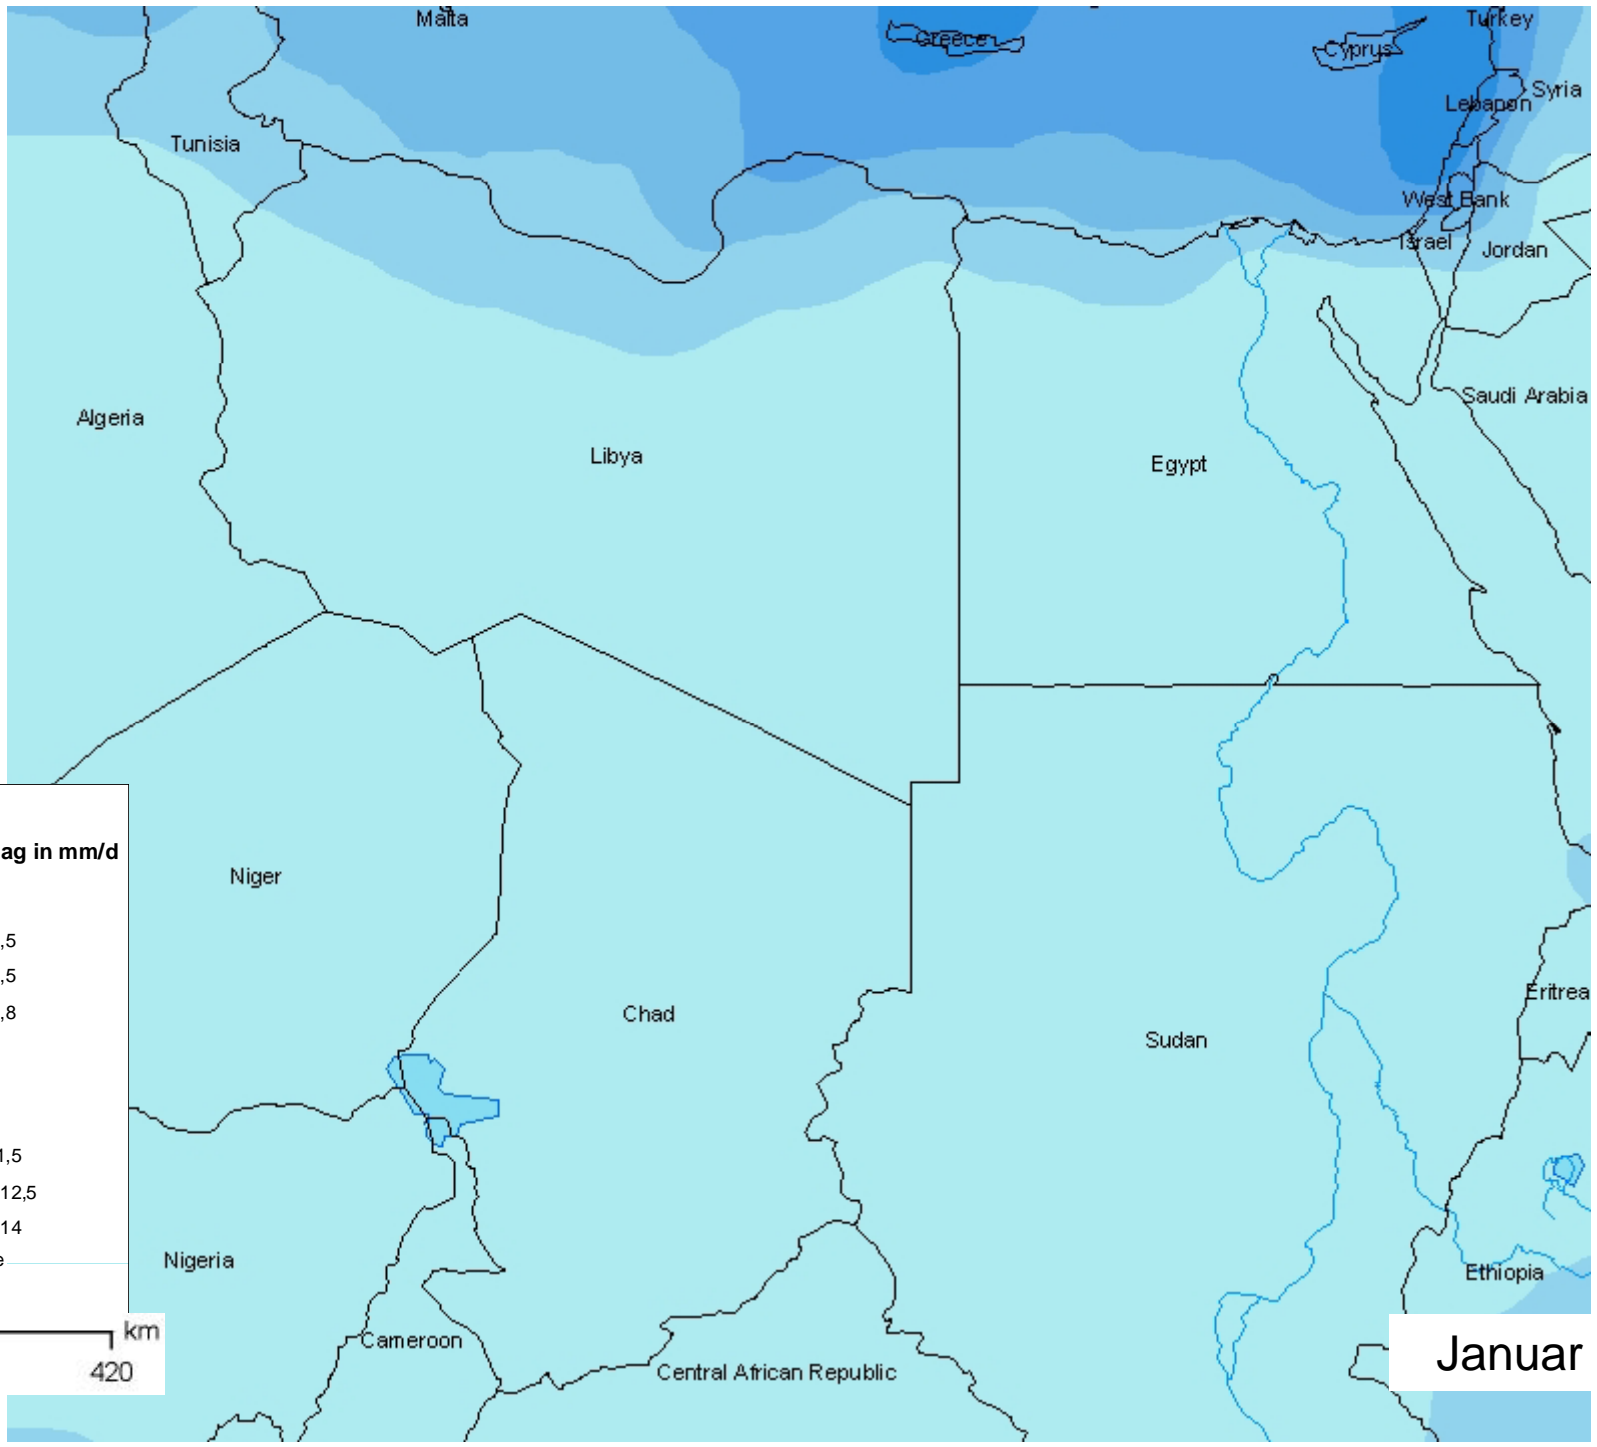 Malta
Greece
Turkey
Cyprus
Syria
Lebanon
Tunisia
West Bank
Israel
Jordan
Saudi Arabia
Algeria
Libya
Egypt
ag in mm/d
Niger
,5
,5
,8
Chad
Eritrea
Sudan
1,5
12,5
14
e
Nigeria
Ethiopia
km
420
Cameroon
Central African Republic
Januar